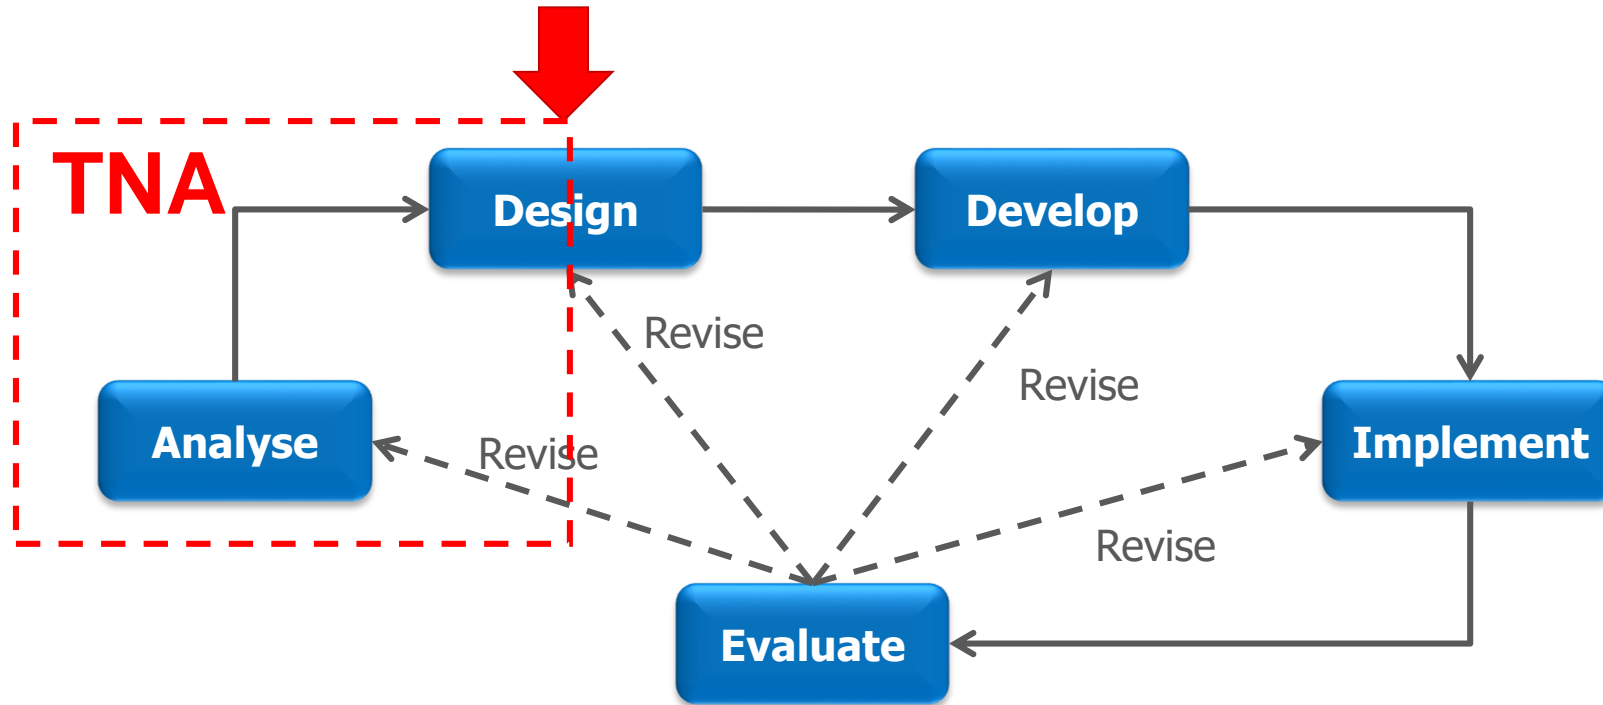 TNA
Design
Develop
Revise
Revise
Analyse
Revise
Implement
Revise
Evaluate